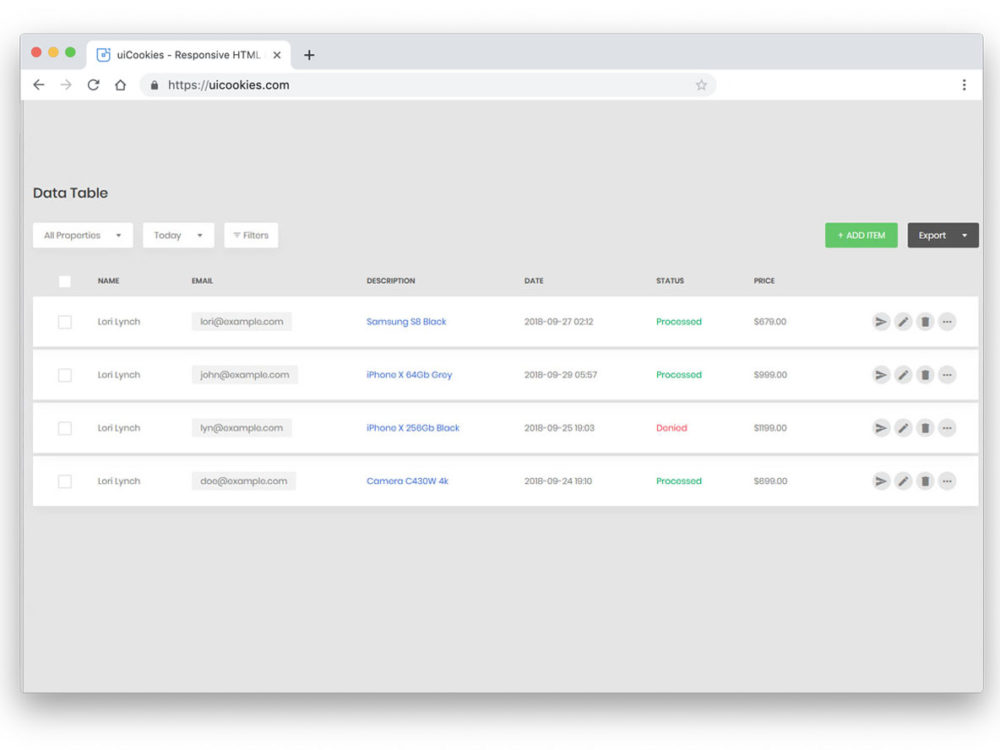 uiCookies - Responsive HTML
https://uicookies.com
Data Table
All Properties Today Filters + ADD ITEM Export
NAME EMAIL DESCRIPTION DATE STATUS PRICE
Lori Lynch lori@example.com Samsung S8 Black 2018-09-27 02:12 Processed $679.00
Lori Lynch john@example.com iPhone X 64Gb Grey 2018-09-29 05:57 Processed $999.00
Lori Lynch lyn@example.com iPhone X 256Gb Black 2018-09-25 19:03 Denied $1199.00
Lori Lynch doe@example.com Camera C430W 4k 2018-09-24 19:10 Processed $699.00